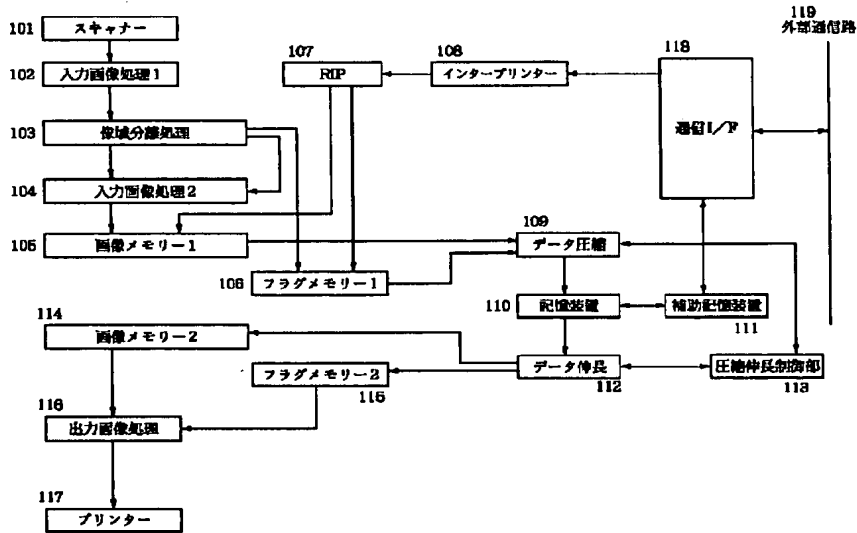 101 スキャナー
102 入力画像処理1
103 像域分離処理
104 入力画像処理2
105 画像メモリー1
106 フラグメモリー1
107
RIP
108
インタープリンター
118
通信I/F
119
外部通信路
109
データ圧縮
110 記憶装置
補助記憶装置
111
データ伸長
112
圧縮伸長制御部
113
114
画像メモリー2
フラグメモリー2
115
116
出力画像処理
117
プリンター